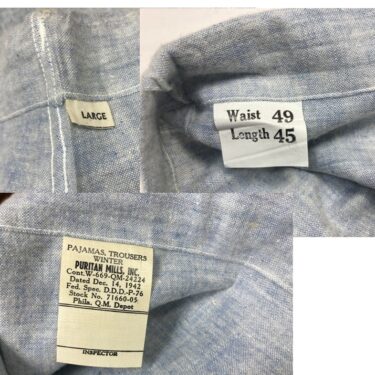 LARGE
Waist 49
Length 45
PAJAMAS, TROUSERS
WINTER
PURITAN MILLS, INC.
Cont.W-669-QM-24224
Dated Dec. 14, 1942
Fed. Spec. D.D.D.-P-76
Stock No. 71660-05
Phila. Q.M. Depot
INSPECTOR